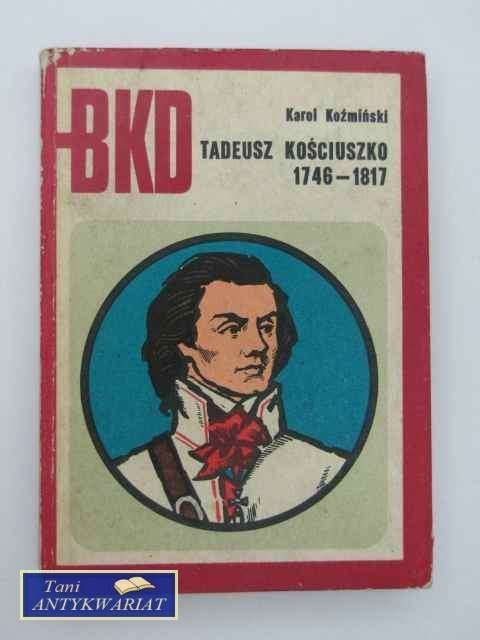 BKD
Karol Koźmiński
TADEUSZ KOŚCIUSZKO
1746–1817
Tani
ANTYKWARIAT